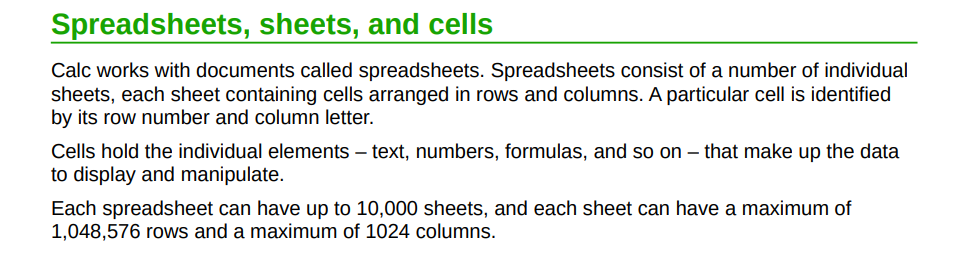 Spreadsheets, sheets, and cells
Calc works with documents called spreadsheets. Spreadsheets consist of a number of individual
sheets, each sheet containing cells arranged in rows and columns. A particular cell is identified
by its row number and column letter.
Cells hold the individual elements – text, numbers, formulas, and so on – that make up the data
to display and manipulate.
Each spreadsheet can have up to 10,000 sheets, and each sheet can have a maximum of
1,048,576 rows and a maximum of 1024 columns.